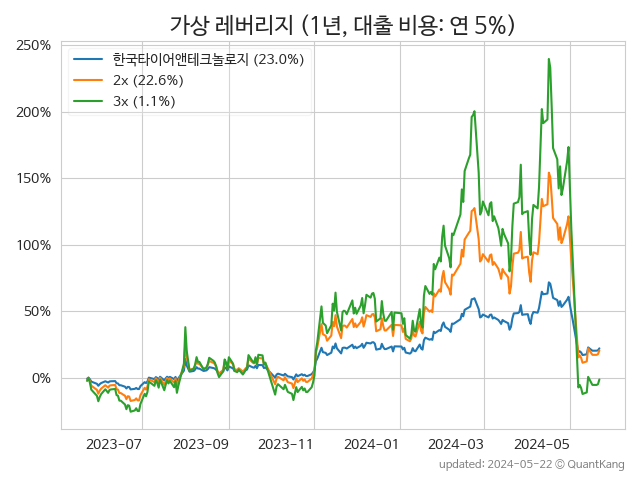 가상 레버리지 (1년, 대출 비용: 연 5%)
250%
200%
150%
100%
50%
0%
한국타이어앤테크놀로지 (23.0%)
2x (22.6%)
3x (1.1%)
2023-07
2023-09
2023-11
2024-01
2024-03
2024-05
updated: 2024-05-22 © QuantKang